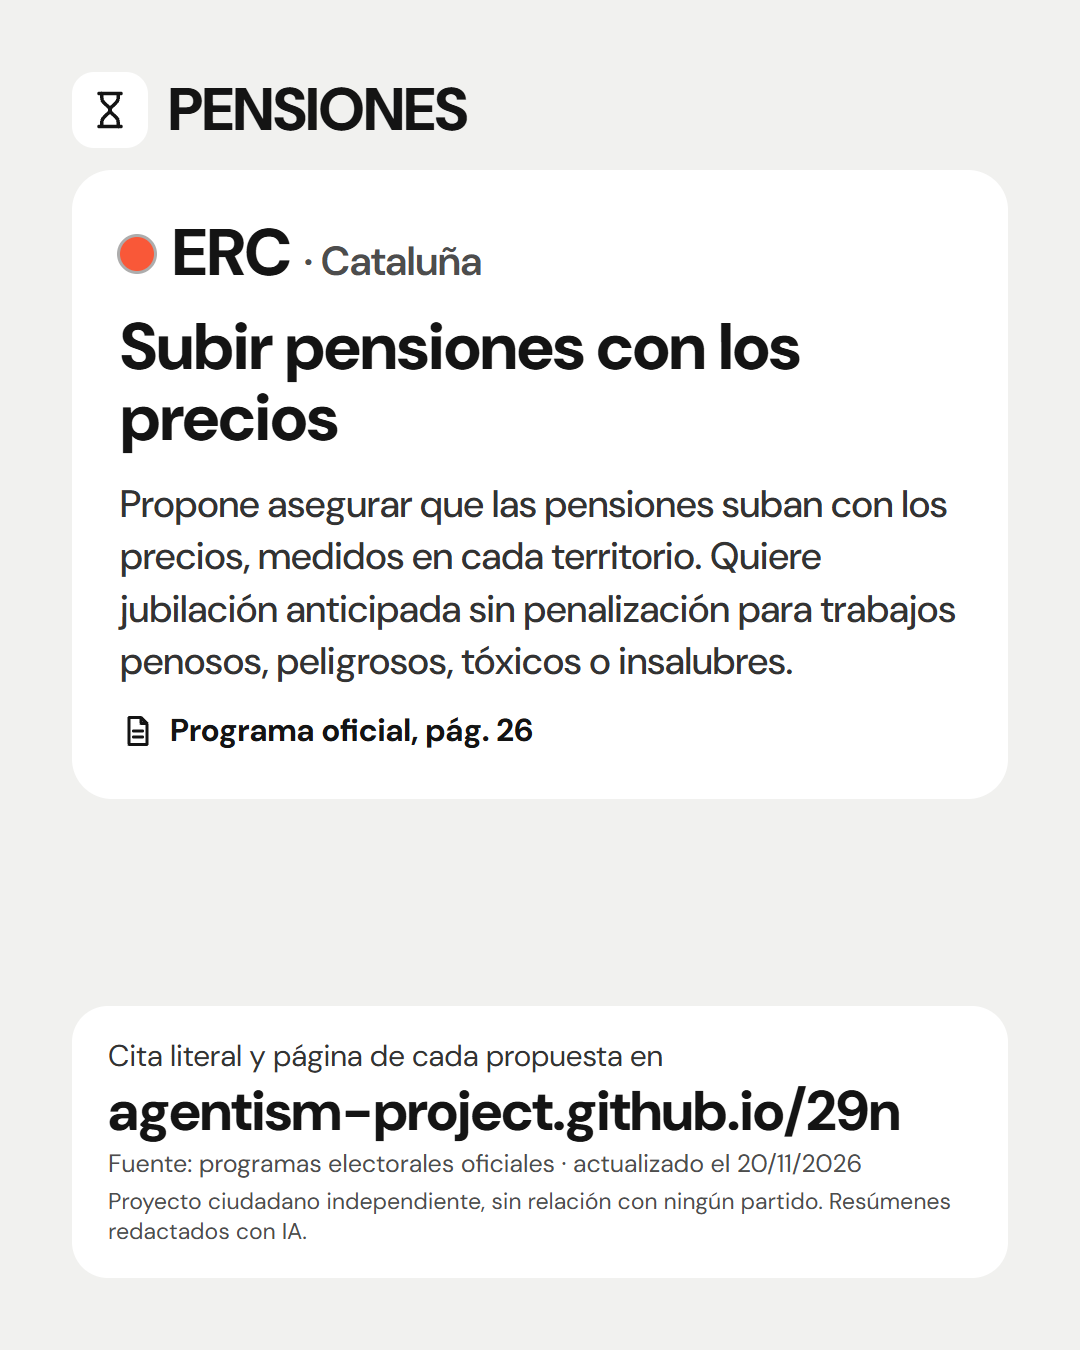 PENSIONES
ERC · Cataluña
Subir pensiones con los
precios
Propone asegurar que las pensiones suban con los
precios, medidos en cada territorio. Quiere
jubilación anticipada sin penalización para trabajos
penosos, peligrosos, tóxicos o insalubres.
Programa oficial, pág. 26
Cita literal y página de cada propuesta en
agentism-project.github.io/29n
Fuente: programas electorales oficiales · actualizado el 20/11/2026
Proyecto ciudadano independiente, sin relación con ningún partido. Resúmenes
redactados con IA.